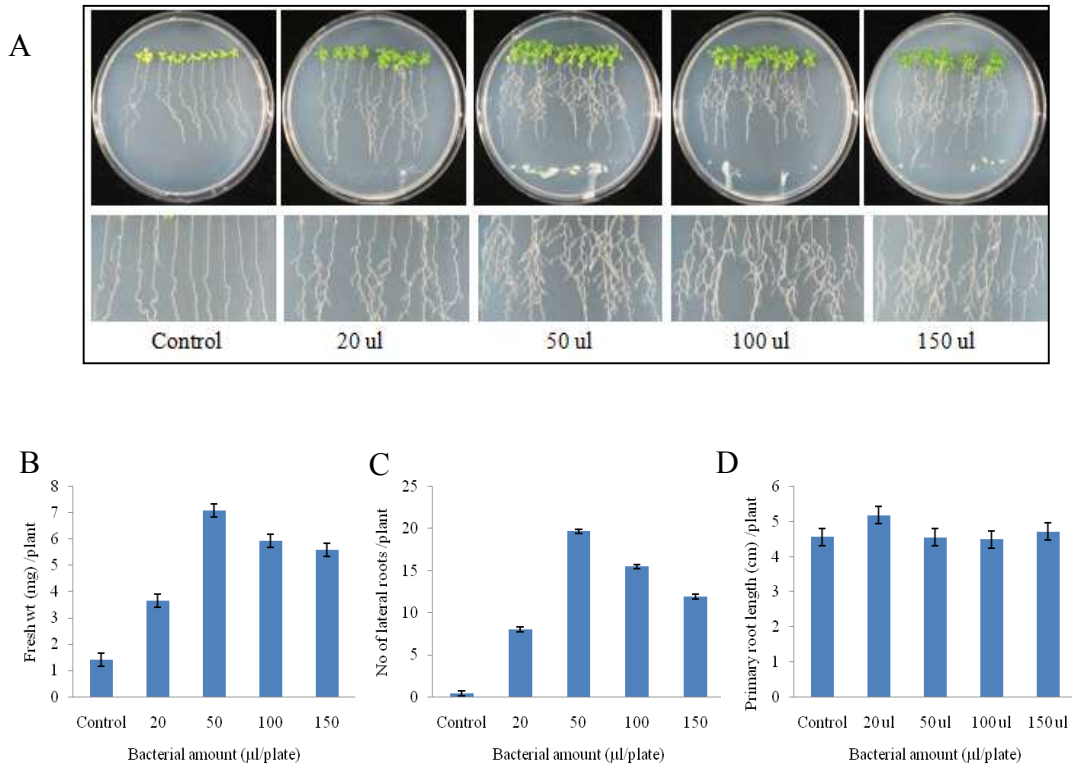 A
Control 20 ul 50 ul 100 ul 150 ul
B
Fresh wt (mg) /plant
8
7
6
5
4
3
2
1
0
Control 20 50 100 150
Bacterial amount (µl/plate)
C
No of lateral roots /plant
25
20
15
10
5
0
Control 20 50 100 150
Bacterial amount (µl/plate)
D
Primary root length (cm) /plant
6
5
4
3
2
1
0
Control 20 ul 50 ul 100 ul 150 ul
Bacterial amount (µl/plate)